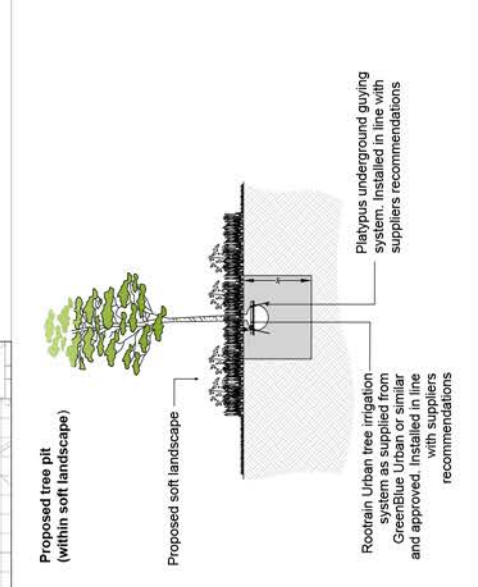 Proposed tree pit
(within soft landscape)
Proposed soft landscape
Rootrain Urban tree irrigation
system as supplied from
GreenBlue Urban or similar
and approved. Installed in line
with suppliers
recommendations
Platypus underground guying
system. Installed in line with
suppliers recommendations